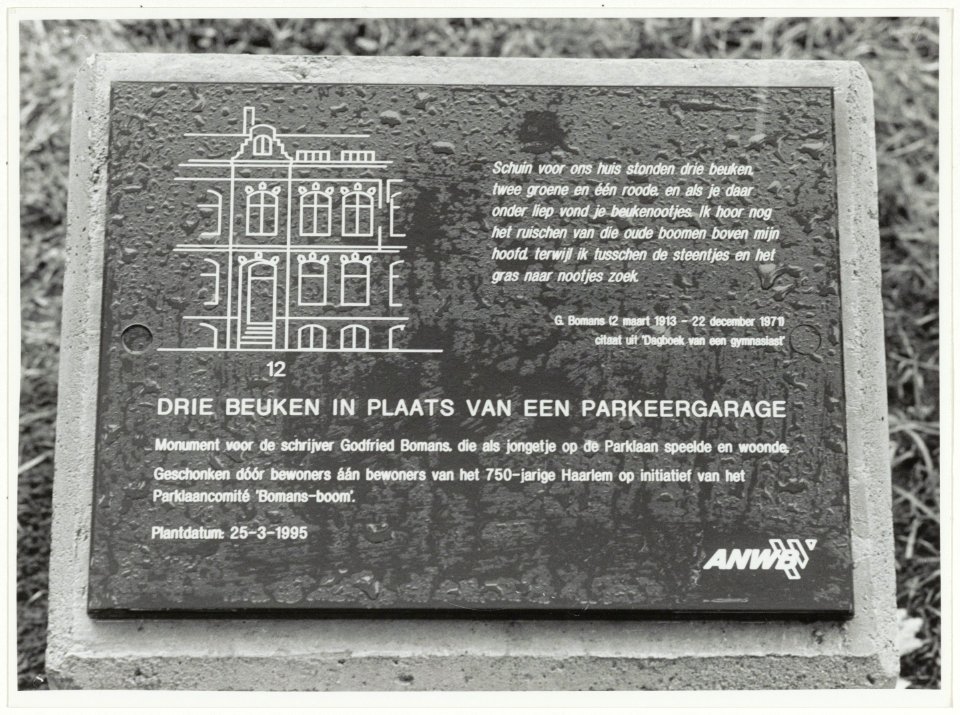 Schuin voor ons huis stonden drie beuken,
twee groene en één roode, en als je daar
onder liep vond je beukenootjes. Ik hoor nog
het ruischen van die oude boomen boven mijn
hoofd, terwijl ik tusschen de steentjes en het
gras naar nootjes zoek.
G. Bomans (2 maart 1913 - 22 december 1971)
citaat uit 'Dagboek van een gymnasiast'
12
DRIE BEUKEN IN PLAATS VAN EEN PARKEERGARAGE
Monument voor de schrijver Godfried Bomans, die als jongetje op de Parklaan speelde en woonde.
Geschonken dóór bewoners áán bewoners van het 750-jarige Haarlem op initiatief van het
Parklaancomité 'Bomans-boom'.
Plantdatum: 25-3-1995
ANWB